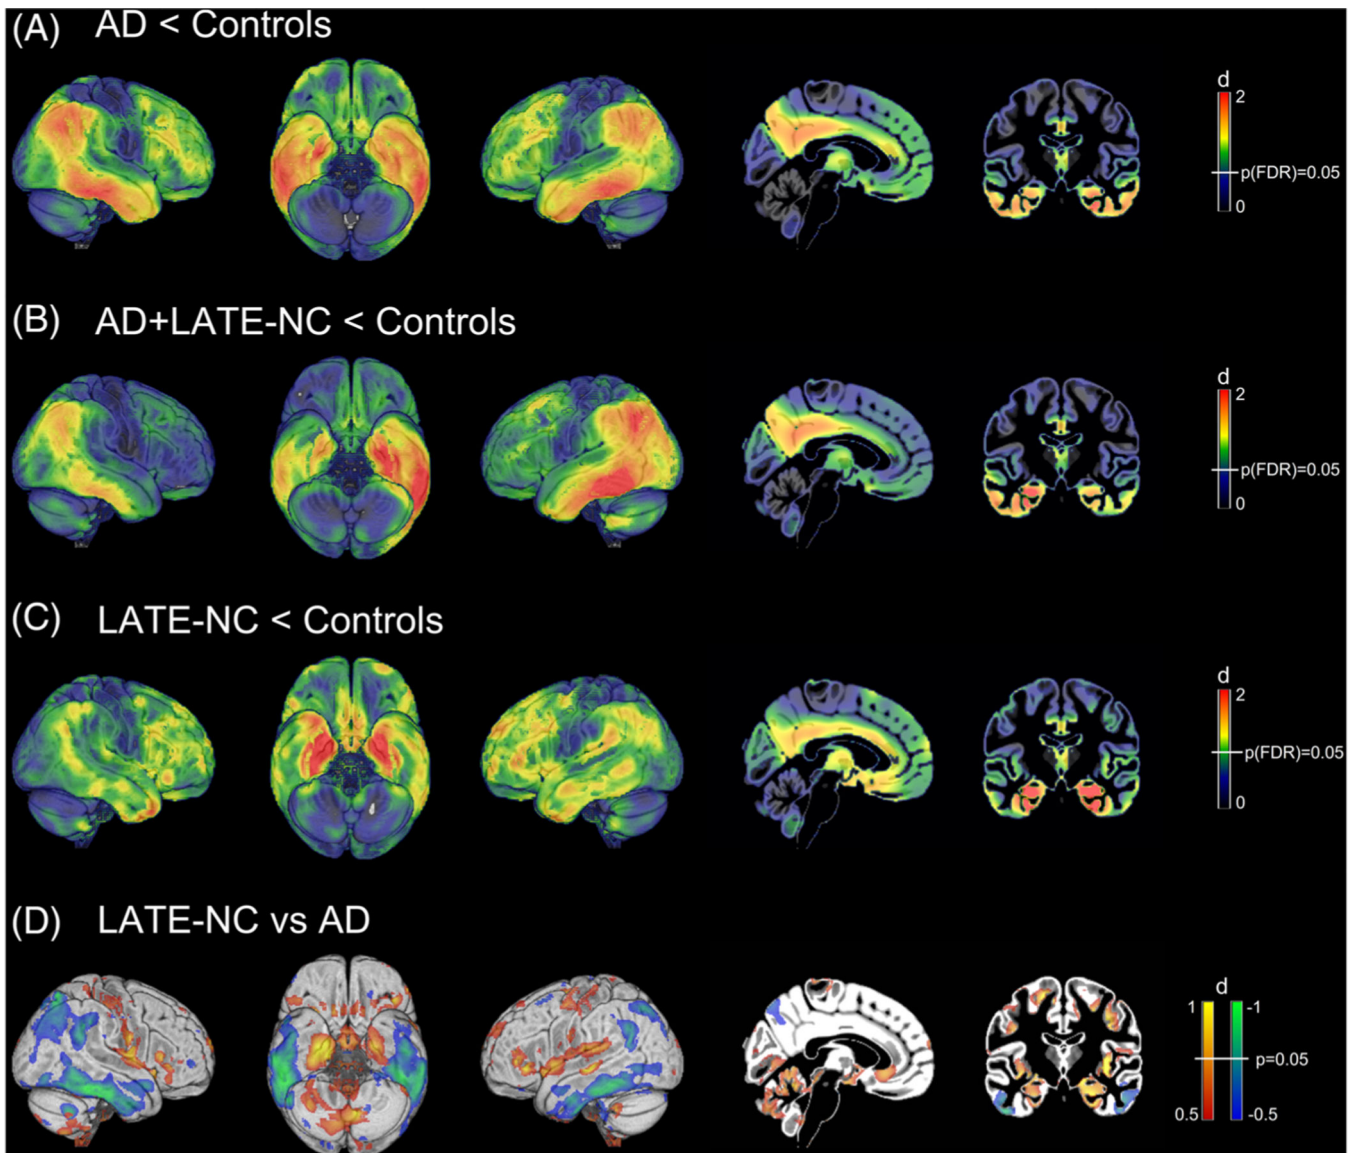 (A) AD < Controls
d
2
p(FDR)=0.05
0
(B) AD+LATE-NC < Controls
d
2
p(FDR)=0.05
0
(C) LATE-NC < Controls
d
2
p(FDR)=0.05
0
(D) LATE-NC vs AD
d
1 -1
p=0.05
0.5 -0.5